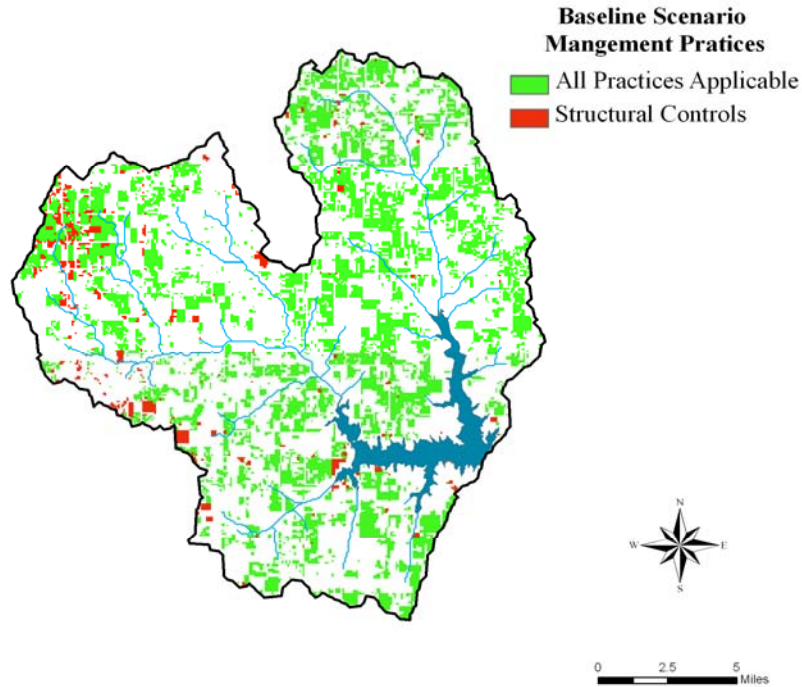 Baseline Scenario
Mangement Pratices
All Practices Applicable
Structural Controls
N
W E
S
0 2.5 5
Miles